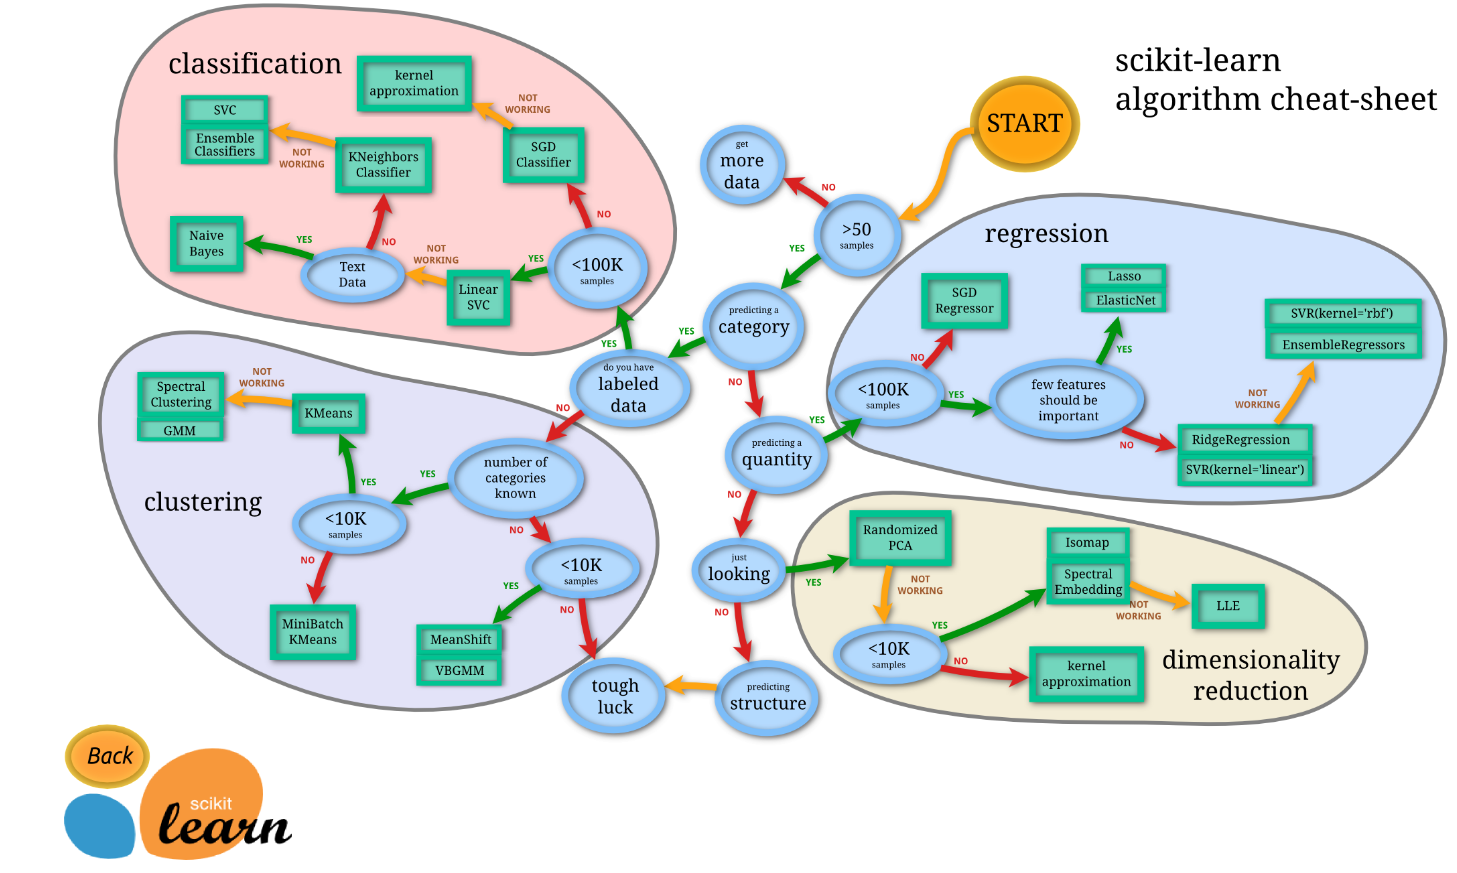 scikit-learn
algorithm cheat-sheet
START
classification
kernel
approximation
NOT
WORKING
SVC
Ensemble
Classifiers
NOT
WORKING
KNeighbors
Classifier
SGD
Classifier
NO
Naive
Bayes
YES
Text
Data
NO
NOT
WORKING
Linear
SVC
YES
<100K
samples
YES
get
more
data
NO
>50
samples
YES
predicting a
category
YES
do you have
labeled
data
NO
NO
predicting a
quantity
YES
NO
just
looking
YES
NO
predicting
structure
tough
luck
regression
SGD
Regressor
NO
<100K
samples
YES
Lasso
ElasticNet
YES
few features
should be
important
NO
SVR(kernel='rbf')
EnsembleRegressors
NOT
WORKING
RidgeRegression
SVR(kernel='linear')
clustering
Spectral
Clustering
GMM
NOT
WORKING
KMeans
YES
<10K
samples
YES
number of
categories
known
NO
NO
MiniBatch
KMeans
<10K
samples
YES
NO
MeanShift
VBGMM
dimensionality
reduction
Randomized
PCA
NOT
WORKING
<10K
samples
YES
NO
Isomap
Spectral
Embedding
NOT
WORKING
LLE
kernel
approximation
Back
scikit
learn